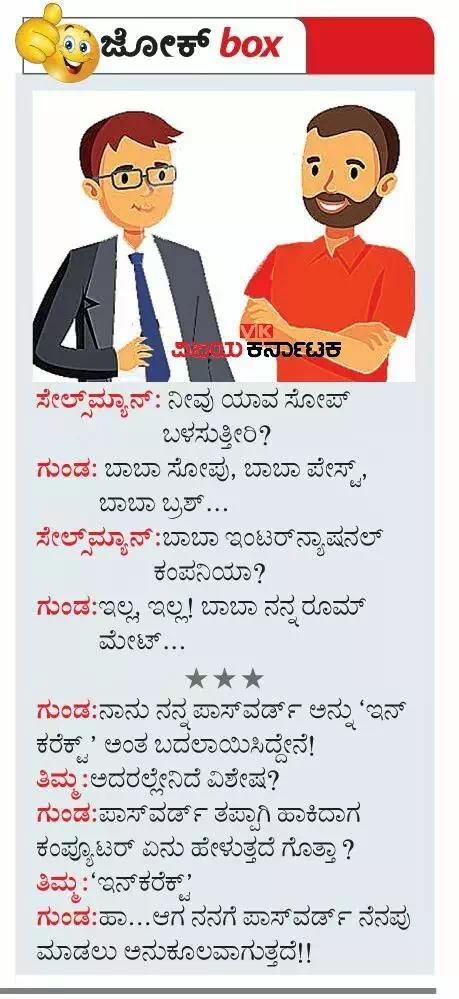 ಜೋಕ್ box
VK
ವಿಜಯ ಕರ್ನಾಟಕ
ಸೇಲ್ಸ್‌ಮ್ಯಾನ್: ನೀವು ಯಾವ ಸೋಪ್
ಬಳಸುತ್ತೀರಿ?
ಗುಂಡ: ಬಾಬಾ ಸೋಪು, ಬಾಬಾ ಪೇಸ್ಟ್,
ಬಾಬಾ ಬ್ರಶ್...
ಸೇಲ್ಸ್‌ಮ್ಯಾನ್:ಬಾಬಾ ಇಂಟರ್‌ನ್ಯಾಷನಲ್
ಕಂಪನಿಯಾ?
ಗುಂಡ:ಇಲ್ಲ, ಇಲ್ಲ! ಬಾಬಾ ನನ್ನ ರೂಮ್
ಮೇಟ್...
★★★
ಗುಂಡ:ನಾನು ನನ್ನ ಪಾಸ್‌ವರ್ಡ್ ಅನ್ನು ‘ಇನ್
ಕರೆಕ್ಟ್’ ಅಂತ ಬದಲಾಯಿಸಿದ್ದೇನೆ!
ತಿಮ್ಮ:ಅದರಲ್ಲೇನಿದೆ ವಿಶೇಷ?
ಗುಂಡ:ಪಾಸ್‌ವರ್ಡ್ ತಪ್ಪಾಗಿ ಹಾಕಿದಾಗ
ಕಂಪ್ಯೂಟರ್ ಏನು ಹೇಳುತ್ತದೆ ಗೊತ್ತಾ ?
ತಿಮ್ಮ:‘ಇನ್‌ಕರೆಕ್ಟ್’
ಗುಂಡ:ಹಾ...ಆಗ ನನಗೆ ಪಾಸ್‌ವರ್ಡ್ ನೆನಪು
ಮಾಡಲು ಅನುಕೂಲವಾಗುತ್ತದೆ!!